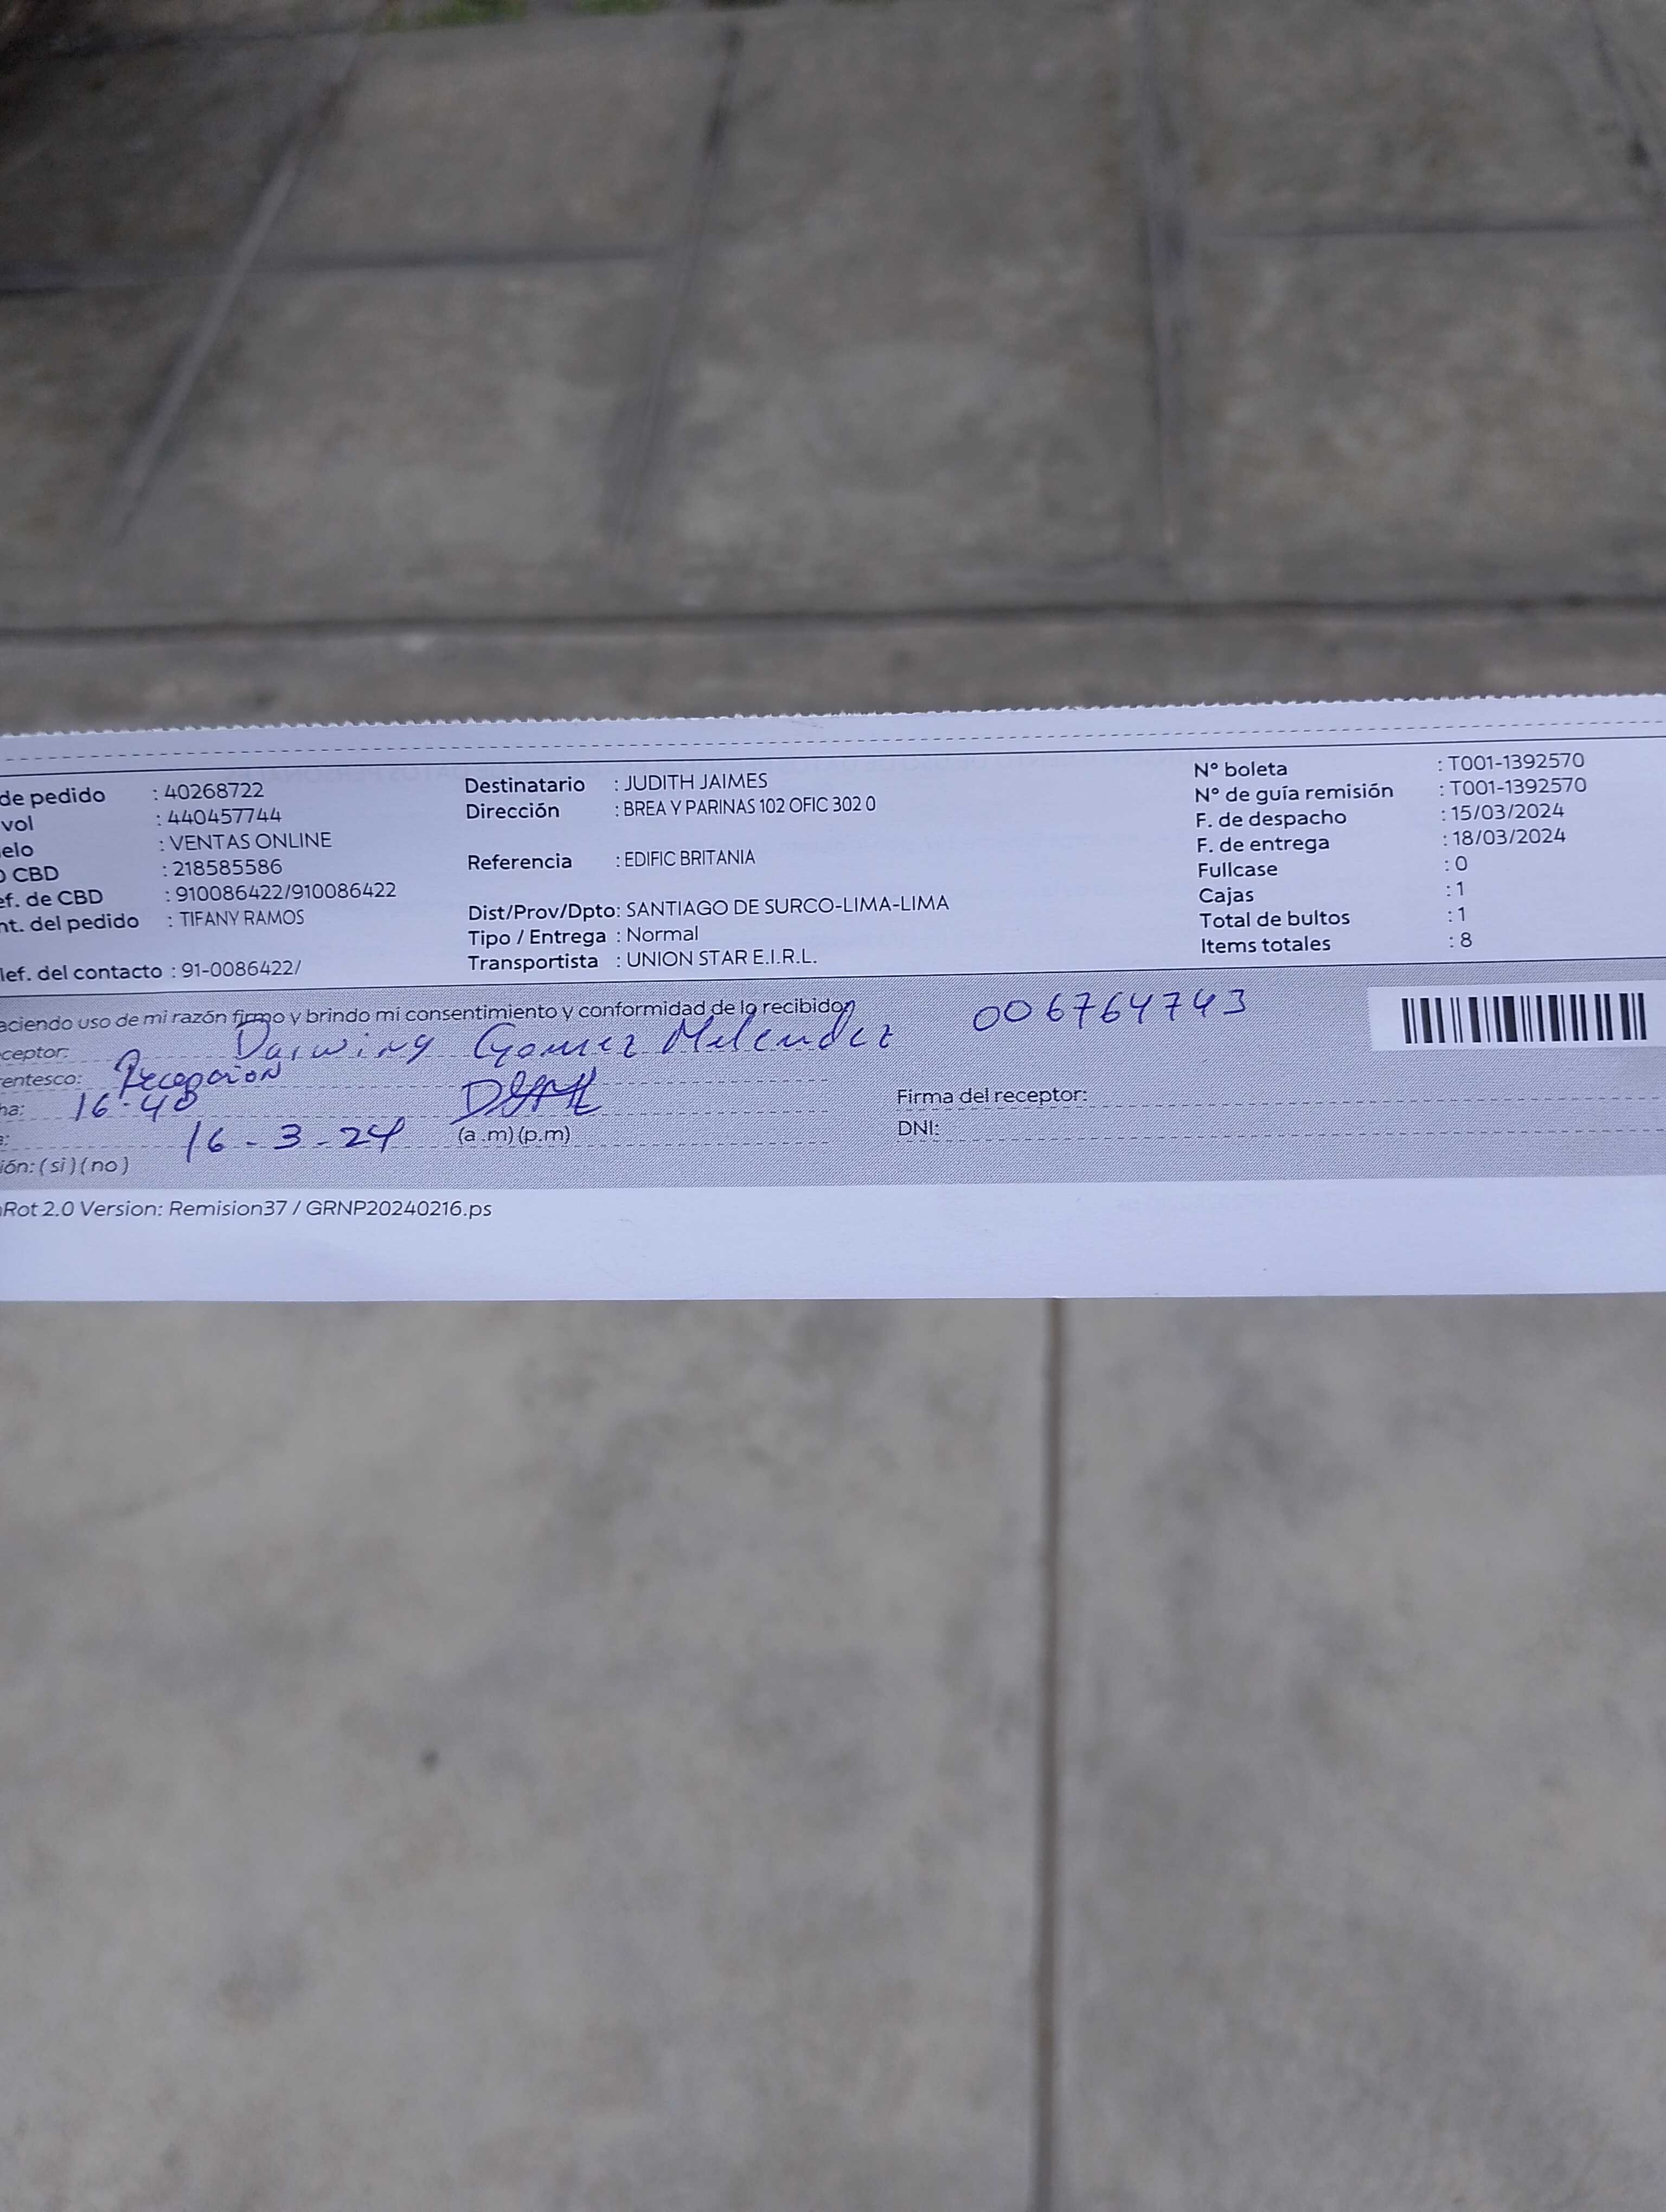 de pedido : 40268722
vol : 440457744
elo : VENTAS ONLINE
O CBD : 218585586
ef. de CBD : 910086422/910086422
nt. del pedido : TIFANY RAMOS
lef. del contacto : 91-0086422/
Destinatario : JUDITH JAIMES
Dirección : BREA Y PARINAS 102 OFIC 302 0
Referencia : EDIFIC BRITANIA
Dist/Prov/Dpto: SANTIAGO DE SURCO-LIMA-LIMA
Tipo / Entrega : Normal
Transportista : UNION STAR E.I.R.L.
N° boleta : T001-1392570
N° de guía remisión : T001-1392570
F. de despacho : 15/03/2024
F. de entrega : 18/03/2024
Fullcase : 0
Cajas : 1
Total de bultos : 1
Items totales : 8
aciendo uso de mi razón firmo y brindo mi consentimiento y conformidad de lo recibido
ceptor: Darwing Gomez Melendez 006764743
entesco: Recepcion
ha: 16-40
: 16-3-24 (a .m) (p.m)
ión: ( si ) ( no )
Firma del receptor:
DNI:
Rot 2.0 Version: Remision37 / GRNP20240216.ps